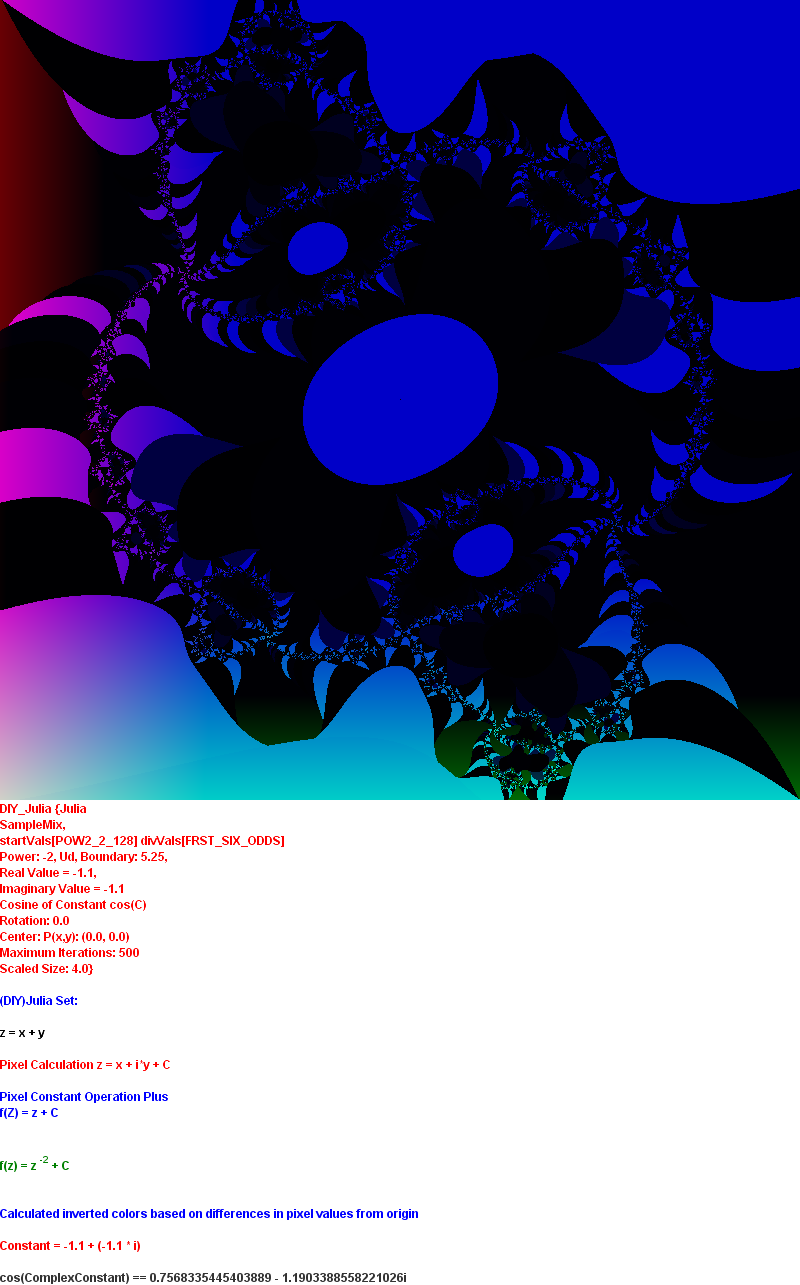 DIY_Julia {Julia
SampleMix,
startVals[POW2_2_128] divVals[FRST_SIX_ODDS]
Power: -2, Ud, Boundary: 5.25,
Real Value = -1.1,
Imaginary Value = -1.1
Cosine of Constant cos(C)
Rotation: 0.0
Center: P(x,y): (0.0, 0.0)
Maximum Iterations: 500
Scaled Size: 4.0}
(DIY)Julia Set:
z = x + y
Pixel Calculation z = x + i*y + C
Pixel Constant Operation Plus
f(Z) = z + C
f(z) = z -2 + C
Calculated inverted colors based on differences in pixel values from origin
Constant = -1.1 + (-1.1 * i)
cos(ComplexConstant) == 0.7568335445403889 - 1.1903388558221026i